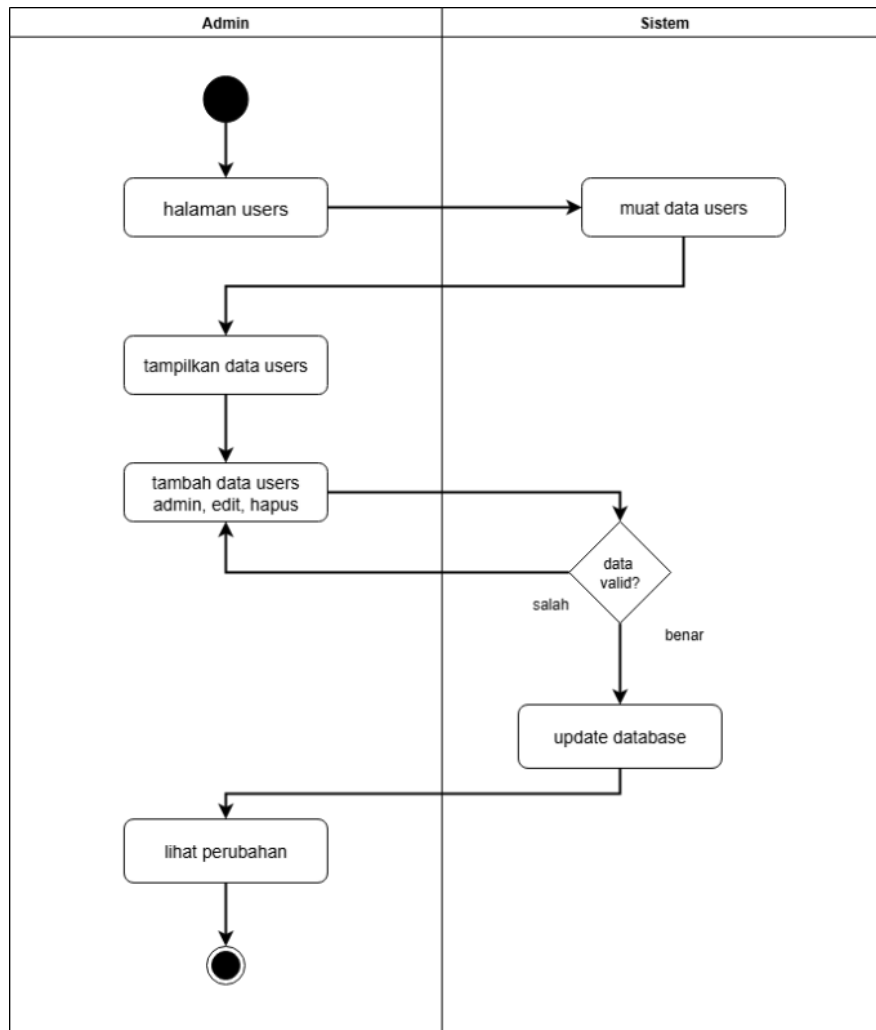 Admin
Sistem
halaman users
muat data users
tampilkan data users
tambah data users
admin, edit, hapus
data
valid?
salah
benar
update database
lihat perubahan